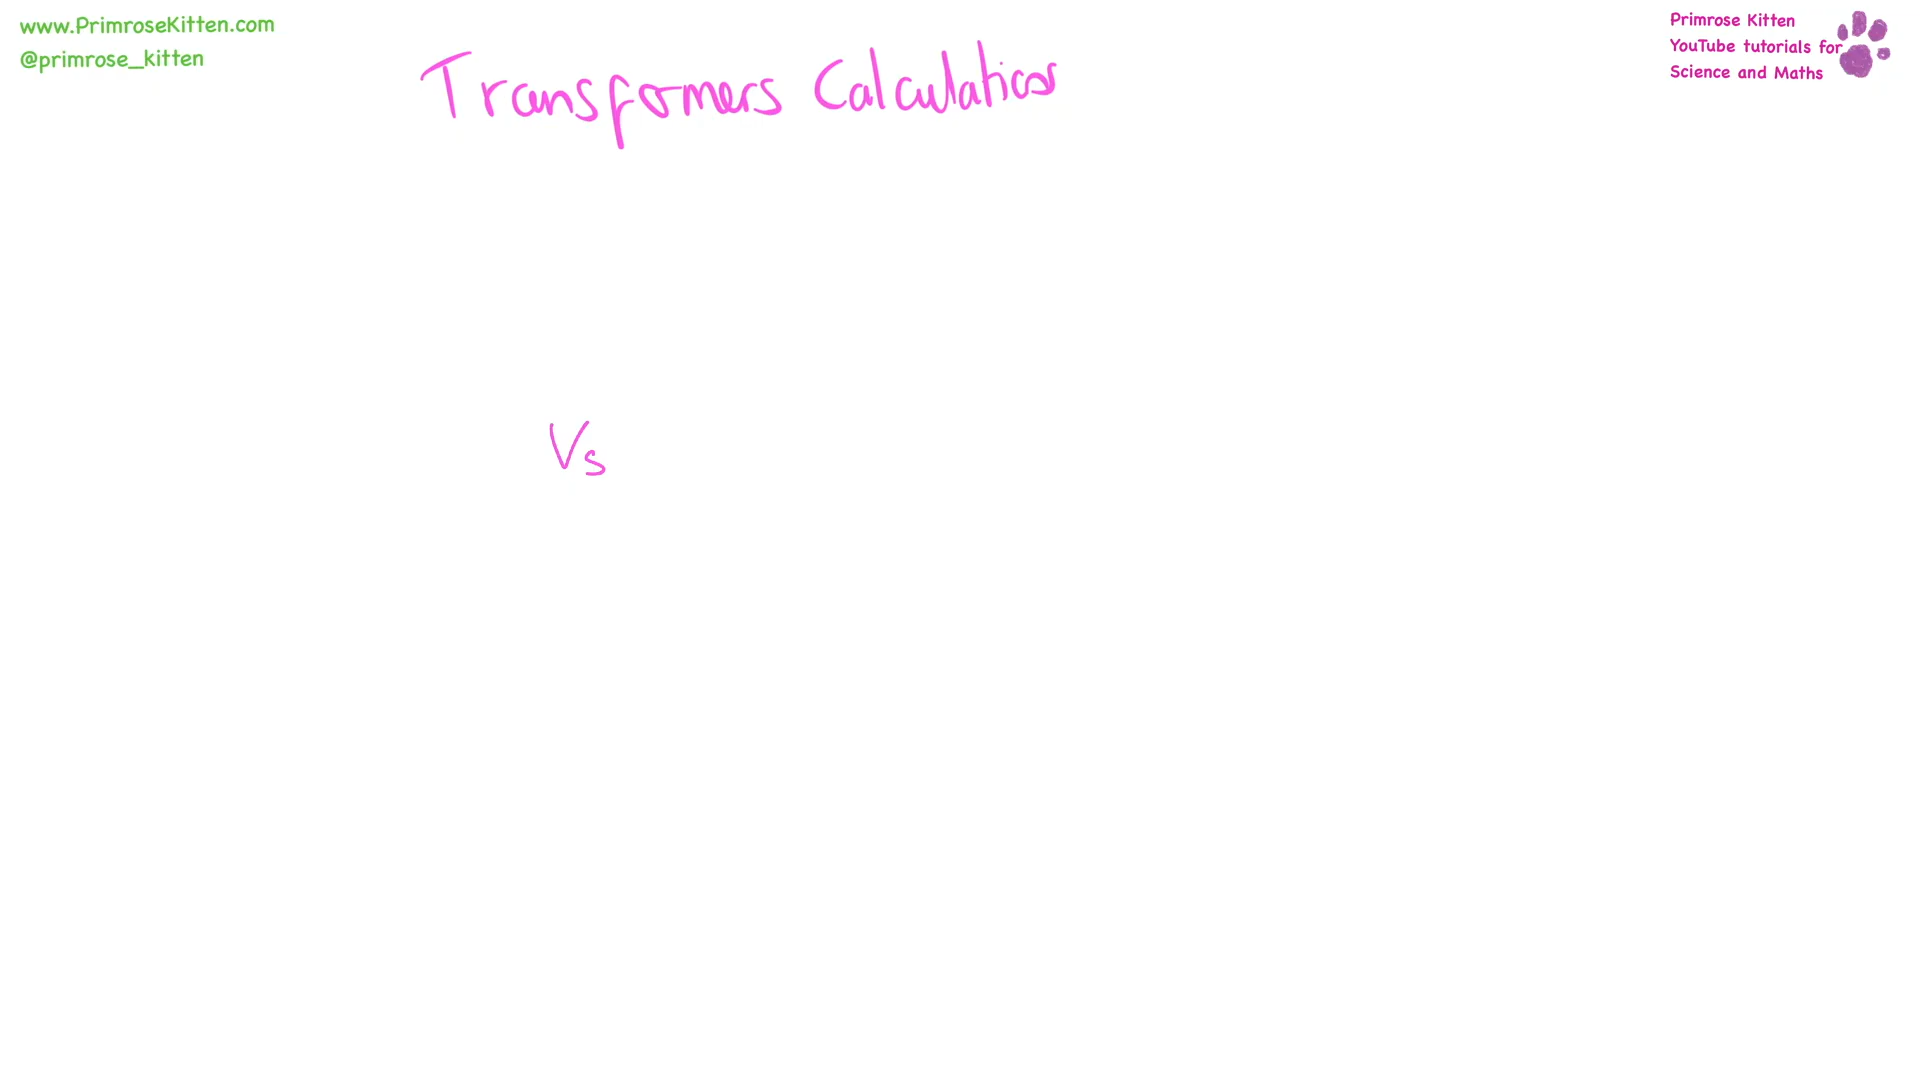 www.PrimroseKitten.com
@primrose_kitten
Primrose Kitten
YouTube tutorials for
Science and Maths
Transformers Calculations
Vs